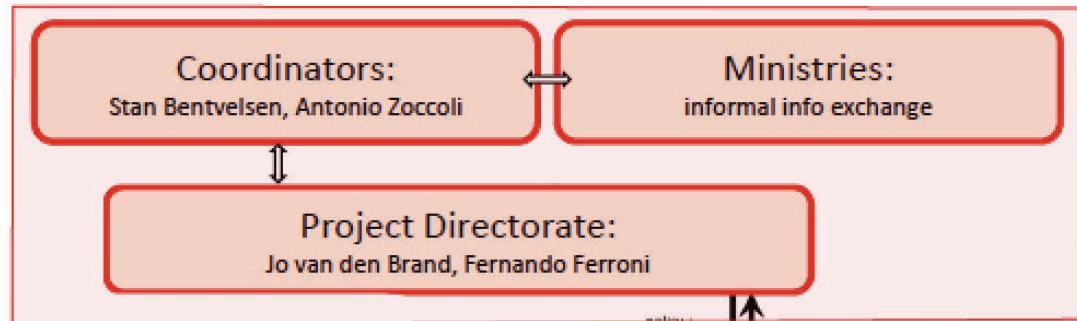 Coordinators:
Stan Bentvelsen, Antonio Zoccoli
Ministries:
informal info exchange
Project Directorate:
Jo van den Brand, Fernando Ferroni